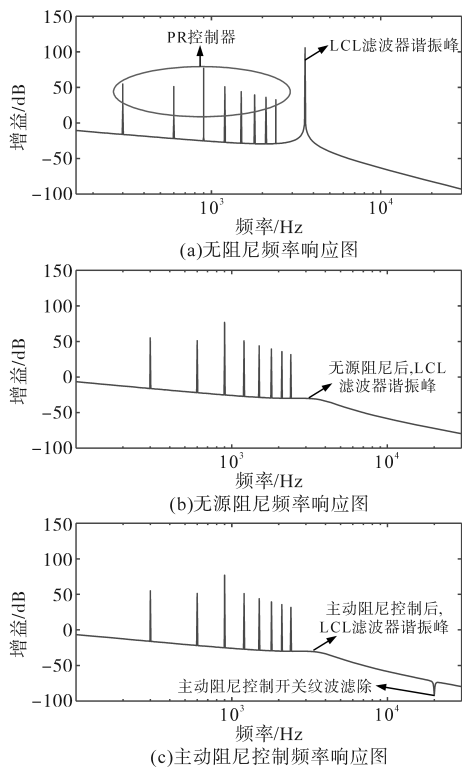 150
PR控制器
LCL滤波器谐振峰
100
50
0
−50
−100
增益/dB
10³
10⁴
频率/Hz
(a)无阻尼频率响应图
150
100
50
0
−50
−100
增益/dB
无源阻尼后,LCL
滤波器谐振峰
10³
10⁴
频率/Hz
(b)无源阻尼频率响应图
150
100
50
0
−50
−100
增益/dB
主动阻尼控制后,
LCL滤波器谐振峰
主动阻尼控制开关纹波滤除
10³
10⁴
频率/Hz
(c)主动阻尼控制频率响应图